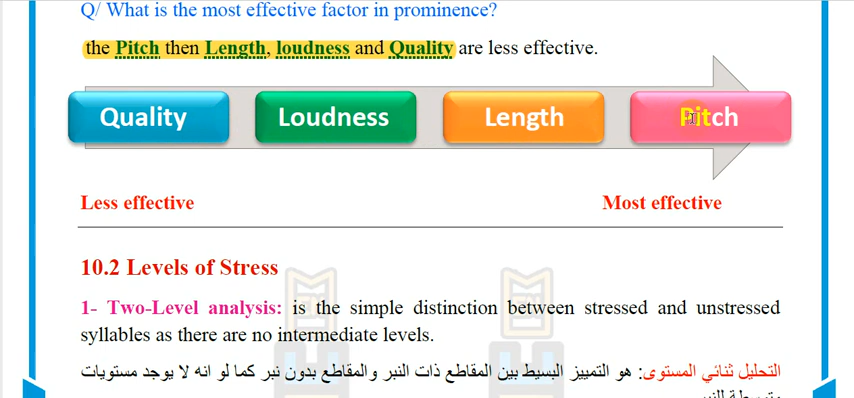 Q/ What is the most effective factor in prominence?
the Pitch then Length, loudness and Quality are less effective.
Quality Loudness Length Pitch
Less effective Most effective
10.2 Levels of Stress
1- Two-Level analysis: is the simple distinction between stressed and unstressed
syllables as there are no intermediate levels.
التحليل ثنائي المستوى: هو التمييز البسيط بين المقاطع ذات النبر والمقاطع بدون نبر كما لو انه لا يوجد مستويات